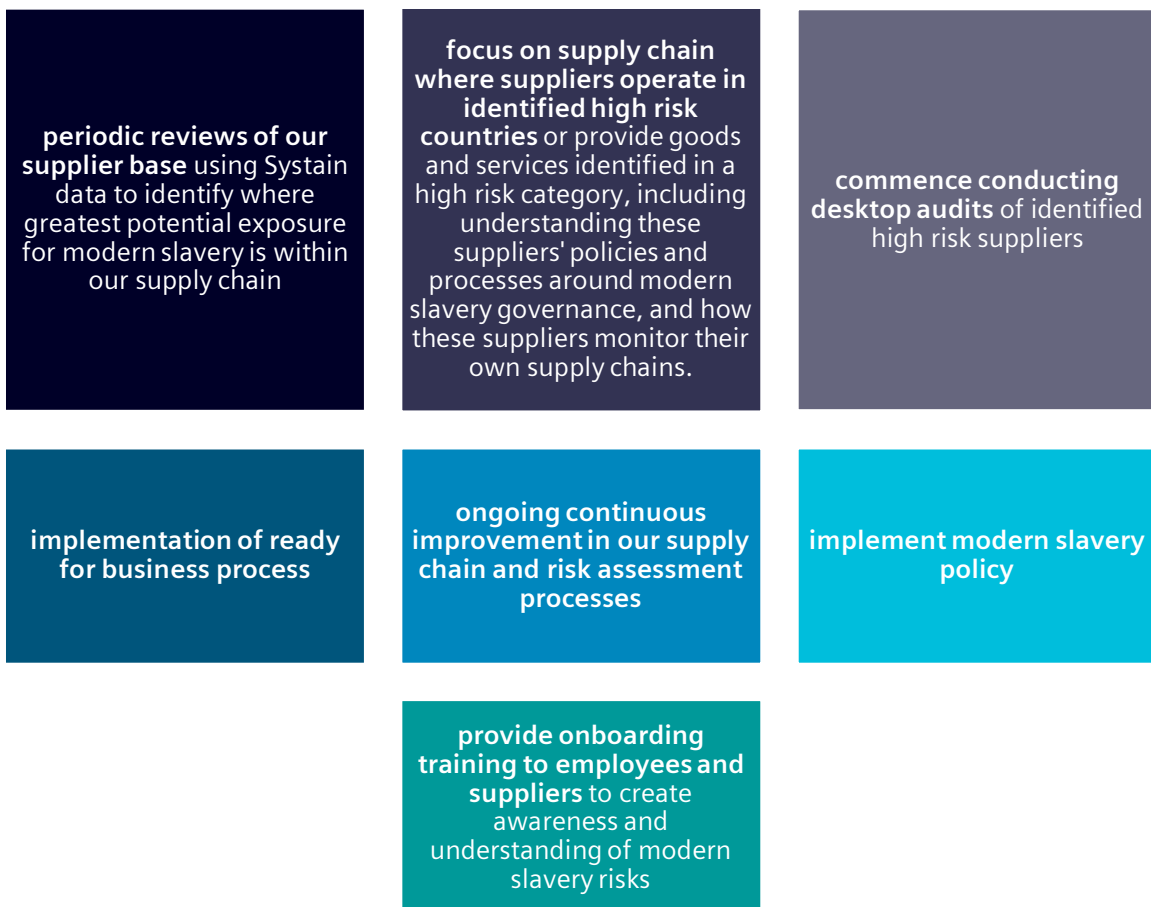 periodic reviews of our
supplier base using Systain
data to identify where
greatest potential exposure
for modern slavery is within
our supply chain
focus on supply chain
where suppliers operate in
identified high risk
countries or provide goods
and services identified in a
high risk category, including
understanding these
suppliers' policies and
processes around modern
slavery governance, and how
these suppliers monitor their
own supply chains.
commence conducting
desktop audits of identified
high risk suppliers
implementation of ready
for business process
ongoing continuous
improvement in our supply
chain and risk assessment
processes
implement modern slavery
policy
provide onboarding
training to employees and
suppliers to create
awareness and
understanding of modern
slavery risks